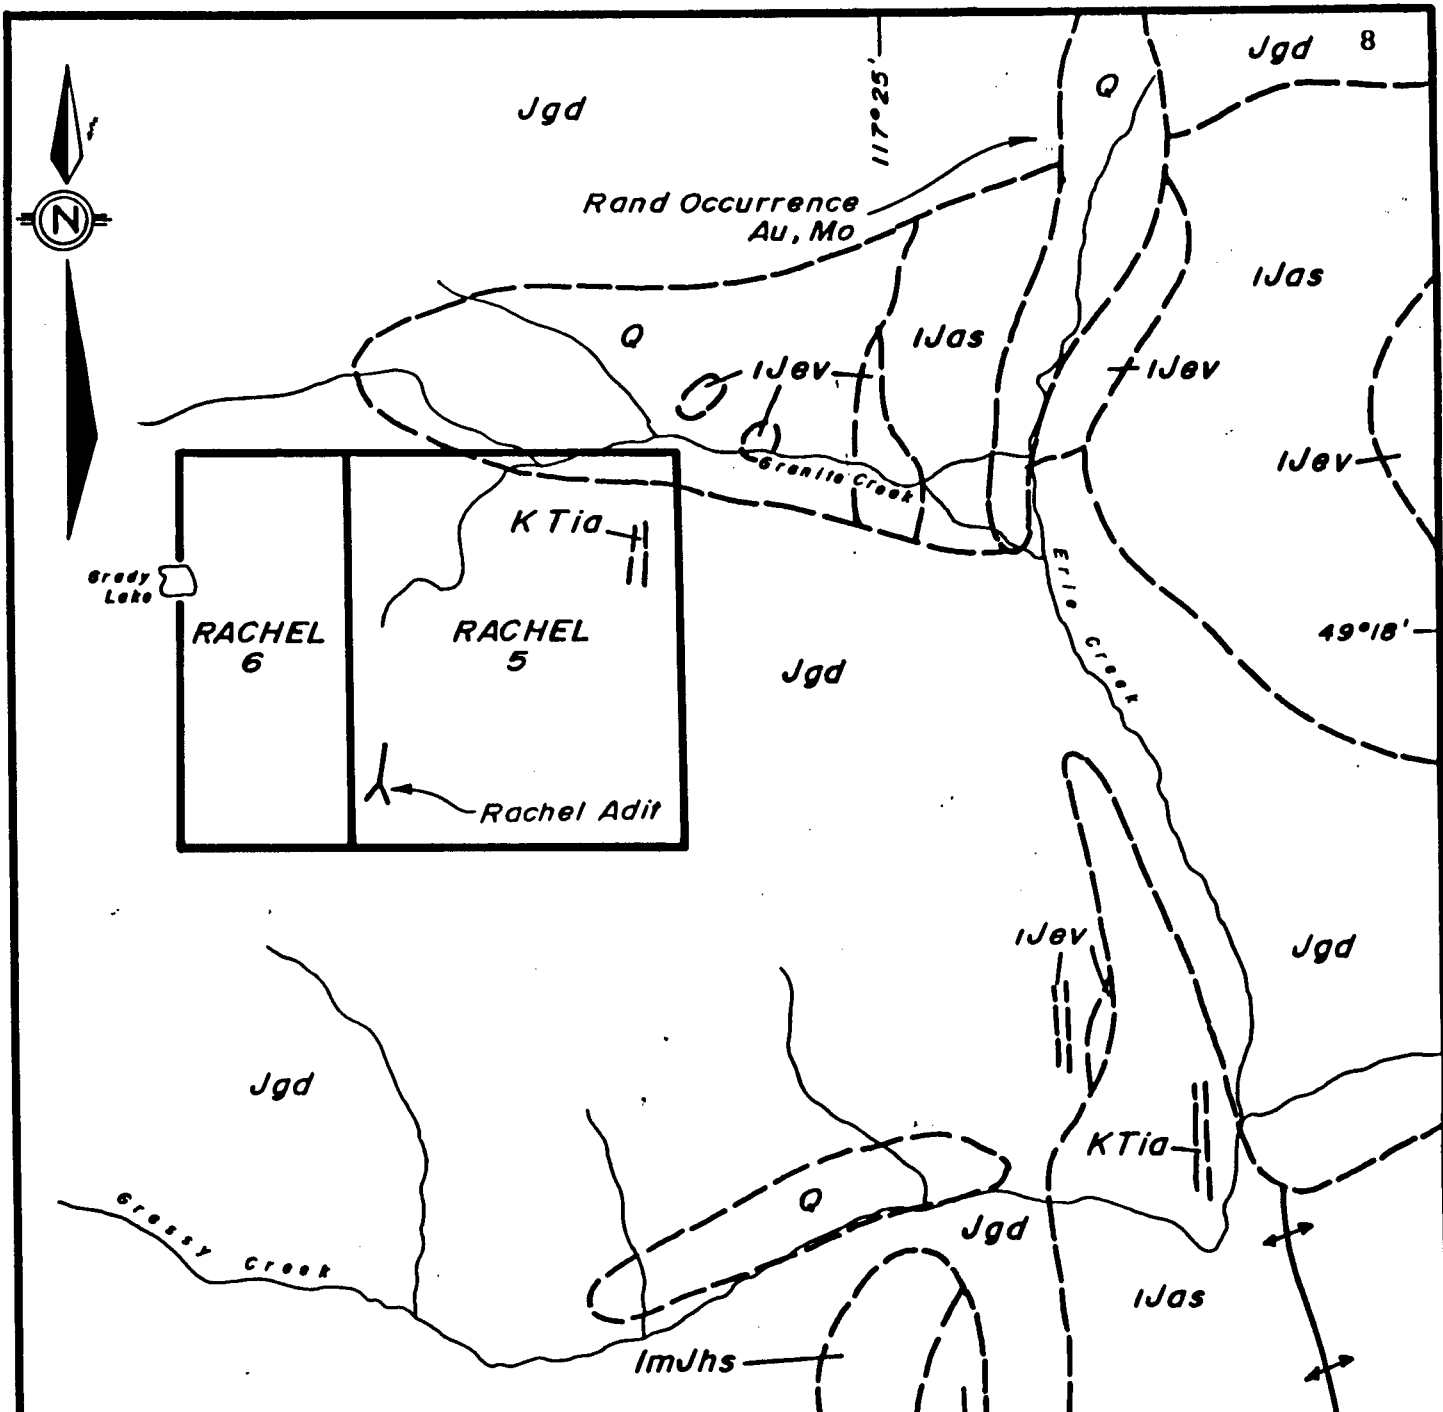 8
Jgd
Jgd
Q
117°25'
N
Rand Occurrence
Au, Mo
lJas
Q
lJas
lJev
lJev
lJev
Granite Creek
KTia
Grady
Lake
RACHEL
6
RACHEL
5
Erie Creek
49°18'
Jgd
Rachel Adit
lJev
Jgd
Jgd
KTia
Q
Grassy Creek
Jgd
lJas
lmJhs